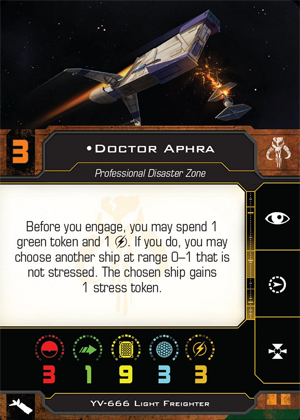 3 •Doctor Aphra
Professional Disaster Zone
Before you engage, you may spend 1
green token and 1 . If you do, you may
choose another ship at range 0–1 that is
not stressed. The chosen ship gains
1 stress token.
3 1 9 3 3
YV-666 Light Freighter